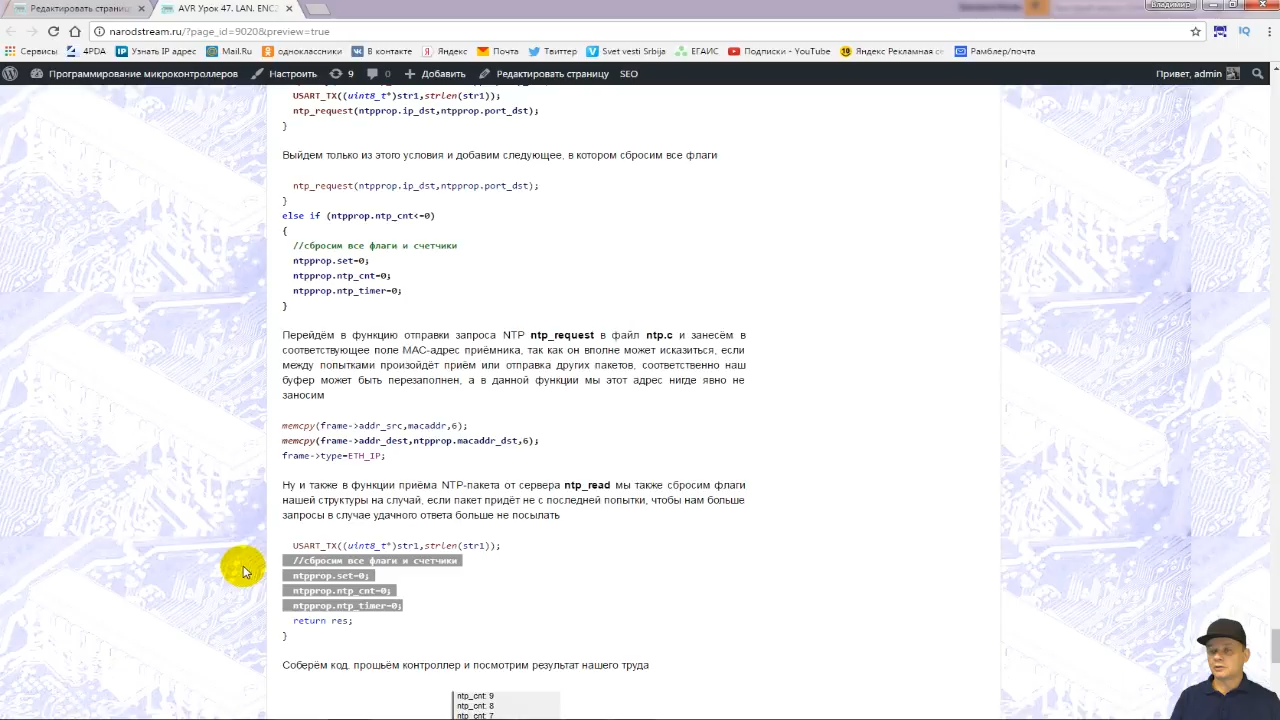 Редактировать страниц
AVR Урок 47. LAN. ENC2
Владимир
narodstream.ru/?page_id=9020&preview=true
Сервисы 4PDA Узнать IP адрес Mail.Ru одноклассники В контакте Яндекс Почта Твиттер Svet vesti Srbija ЕГАИС Подписки - YouTube Яндекс Рекламная се Рамблер/почта
Программирование микроконтроллеров Настроить 9 0 Добавить Редактировать страницу SEO Привет, admin
USART_TX((uint8_t*)str1,strlen(str1));
ntp_request(ntpprop.ip_dst,ntpprop.port_dst);
}
Выйдем только из этого условия и добавим следующее, в котором сбросим все флаги
ntp_request(ntpprop.ip_dst,ntpprop.port_dst);
}
else if (ntpprop.ntp_cnt<=0)
{
//сбросим все флаги и счетчики
ntpprop.set=0;
ntpprop.ntp_cnt=0;
ntpprop.ntp_timer=0;
}
Перейдём в функцию отправки запроса NTP ntp_request в файл ntp.c и занесём в
соответствующее поле MAC-адрес приёмника, так как он вполне может исказиться, если
между попытками произойдёт приём или отправка других пакетов, соответственно наш
буфер может быть перезаполнен, а в данной функции мы этот адрес нигде явно не
заносим
memcpy(frame->addr_src,macaddr,6);
memcpy(frame->addr_dest,ntpprop.macaddr_dst,6);
frame->type=ETH_IP;
Ну и также в функции приёма NTP-пакета от сервера ntp_read мы также сбросим флаги
нашей структуры на случай, если пакет придёт не с последней попытки, чтобы нам больше
запросы в случае удачного ответа больше не посылать
USART_TX((uint8_t*)str1,strlen(str1));
//сбросим все флаги и счетчики
ntpprop.set=0;
ntpprop.ntp_cnt=0;
ntpprop.ntp_timer=0;
return res;
}
Соберём код, прошьём контроллер и посмотрим результат нашего труда
ntp_cnt: 9
ntp_cnt: 8
ntp_cnt: 7